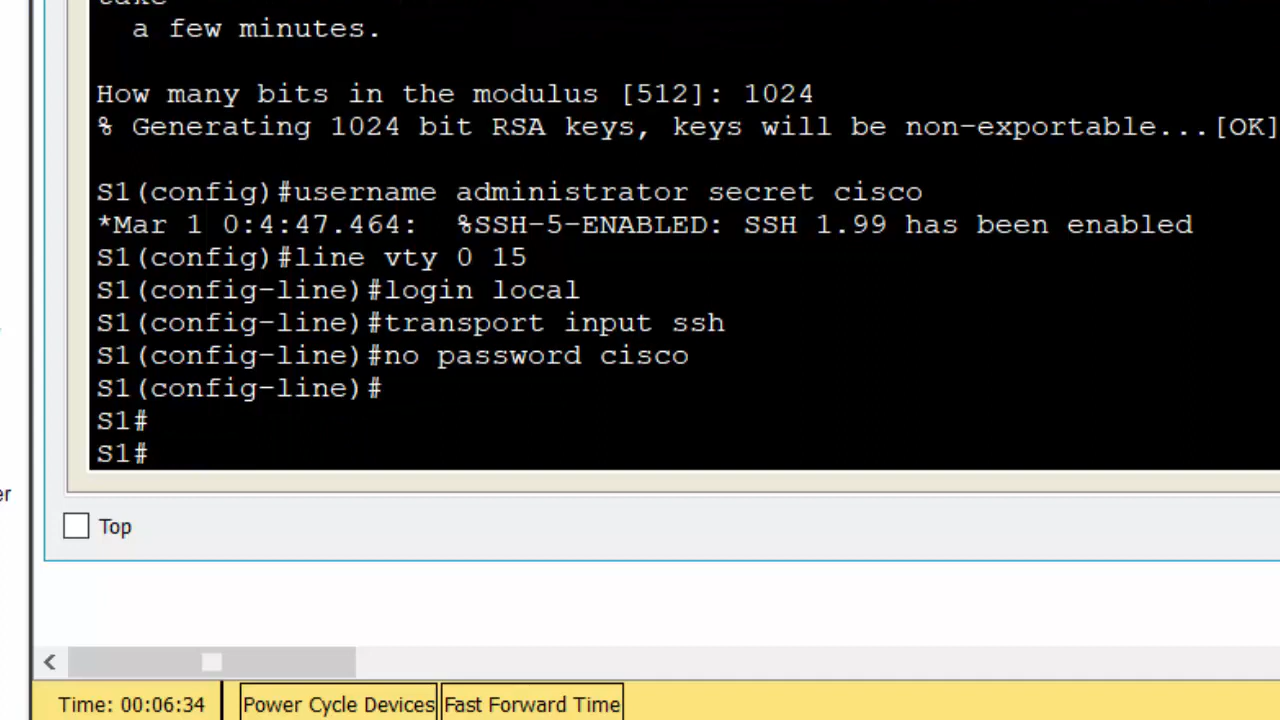 take
a few minutes.
How many bits in the modulus [512]: 1024
% Generating 1024 bit RSA keys, keys will be non-exportable...[OK]
S1(config)#username administrator secret cisco
*Mar 1 0:4:47.464:  %SSH-5-ENABLED: SSH 1.99 has been enabled
S1(config)#line vty 0 15
S1(config-line)#login local
S1(config-line)#transport input ssh
S1(config-line)#no password cisco
S1(config-line)#
S1#
S1#
er
Top
Time: 00:06:34
Power Cycle Devices
Fast Forward Time